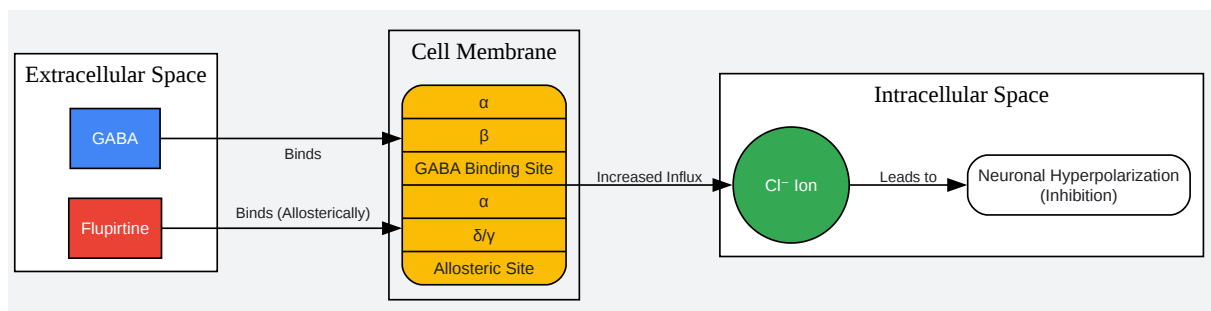 Extracellular Space
GABA
Flupirtine
Binds
Binds (Allosterically)
Cell Membrane
α
β
GABA Binding Site
α
δ/γ
Allosteric Site
Increased Influx
Intracellular Space
Cl⁻ Ion
Leads to
Neuronal Hyperpolarization
(Inhibition)